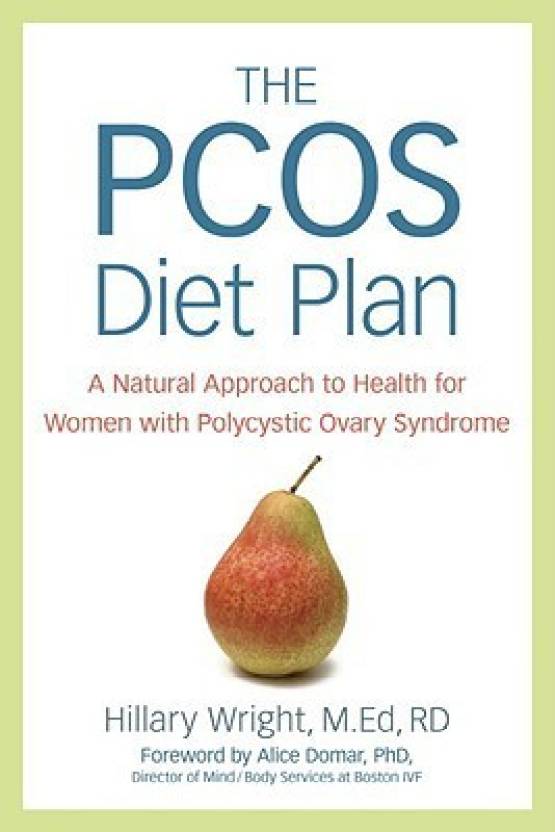 THE
PCOS
Diet Plan
A Natural Approach to Health for
Women with Polycystic Ovary Syndrome
Hillary Wright, M.Ed, RD
Foreword by Alice Domar, PhD,
Director of Mind/Body Services at Boston IVF